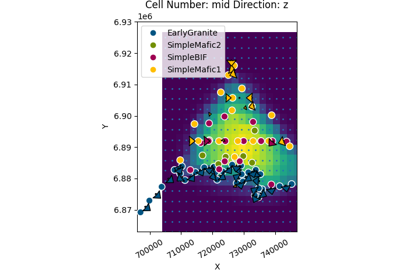 Cell Number: mid Direction: z
1e6
6.93
6.92
6.91
6.90
6.89
6.88
6.87
Y
EarlyGranite
SimpleMafic2
SimpleBIF
SimpleMafic1
700000
710000
720000
730000
740000
X